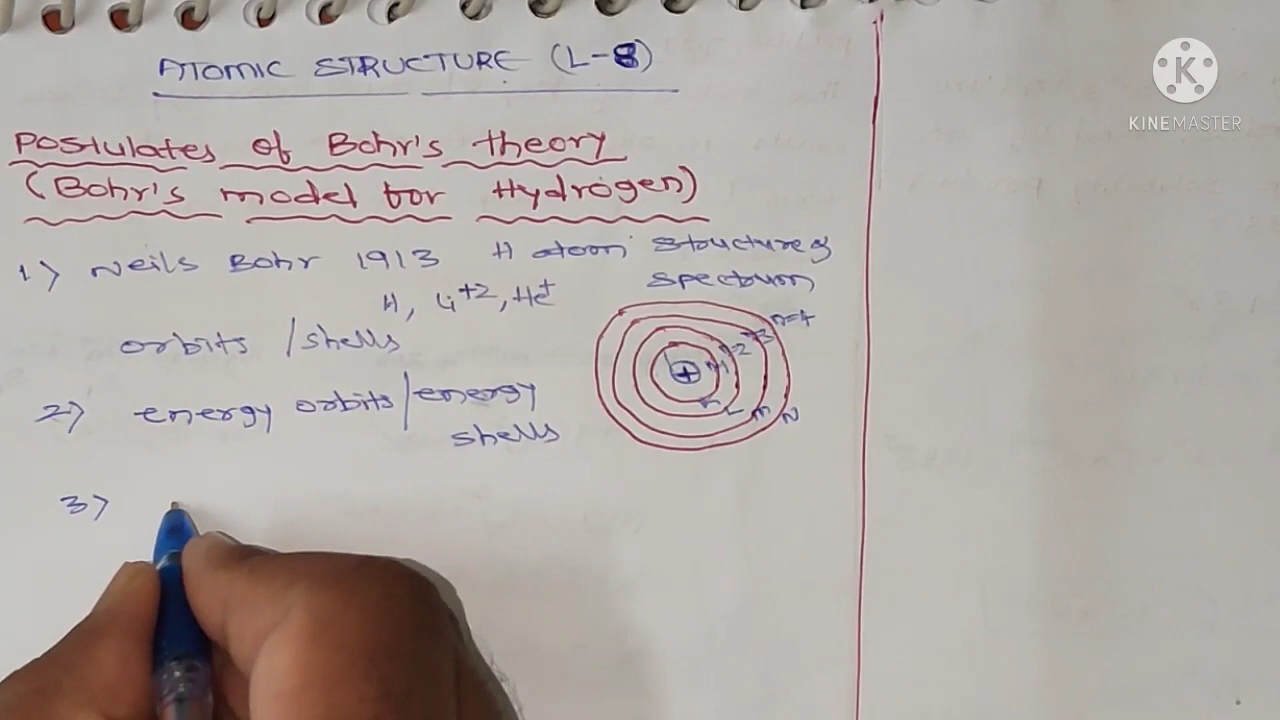 ATOMIC STRUCTURE (L-8)
Postulates of Bohr's theory
(Bohr's model for Hydrogen)
1) Neils Bohr 1913 H atom structure &
spectrum
H, Li+2, He+
orbits / shells
2) energy orbits / energy
shells
n=1 n=2 n=3 n=4
K L M N
+
3)
KINEMASTER